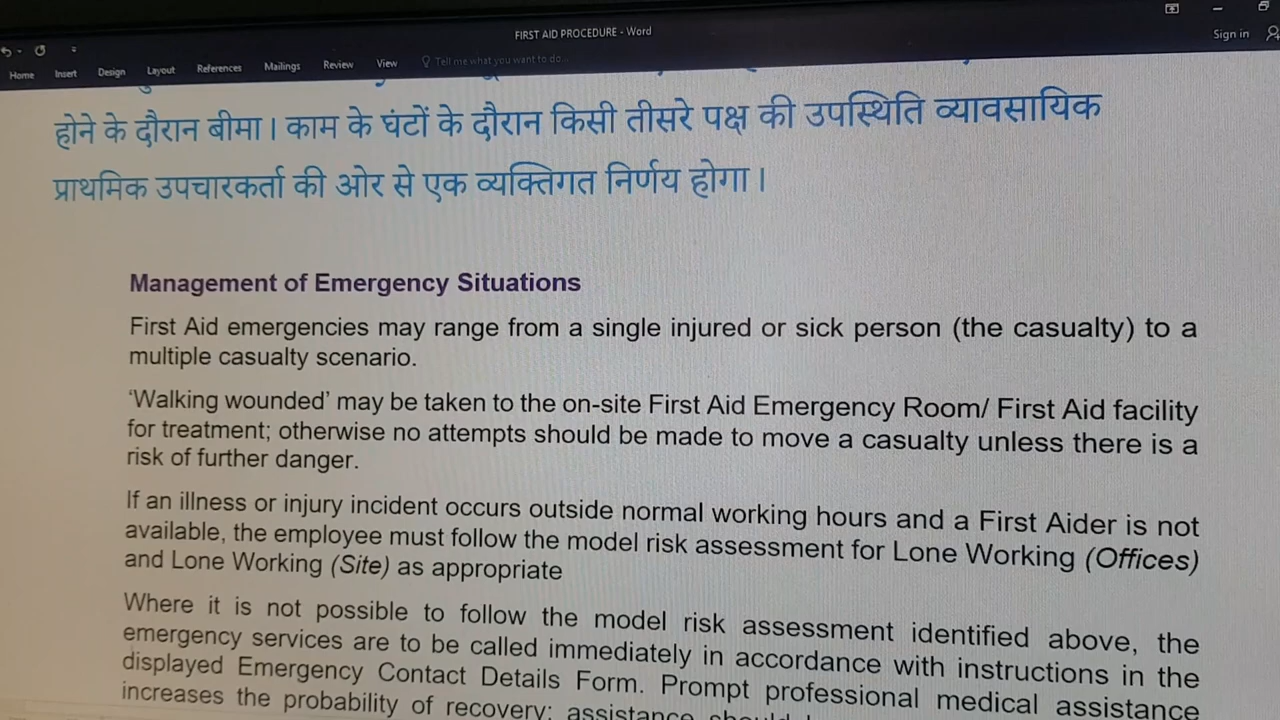 FIRST AID PROCEDURE - Word
Sign in
Home Insert Design Layout References Mailings Review View Tell me what you want to do...
होने के दौरान बीमा। काम के घंटों के दौरान किसी तीसरे पक्ष की उपस्थिति व्यावसायिक
प्राथमिक उपचारकर्ता की ओर से एक व्यक्तिगत निर्णय होगा।
Management of Emergency Situations
First Aid emergencies may range from a single injured or sick person (the casualty) to a
multiple casualty scenario.
‘Walking wounded’ may be taken to the on-site First Aid Emergency Room/ First Aid facility
for treatment; otherwise no attempts should be made to move a casualty unless there is a
risk of further danger.
If an illness or injury incident occurs outside normal working hours and a First Aider is not
available, the employee must follow the model risk assessment for Lone Working (Offices)
and Lone Working (Site) as appropriate
Where it is not possible to follow the model risk assessment identified above, the
emergency services are to be called immediately in accordance with instructions in the
displayed Emergency Contact Details Form. Prompt professional medical assistance
increases the probability of recovery; assistance